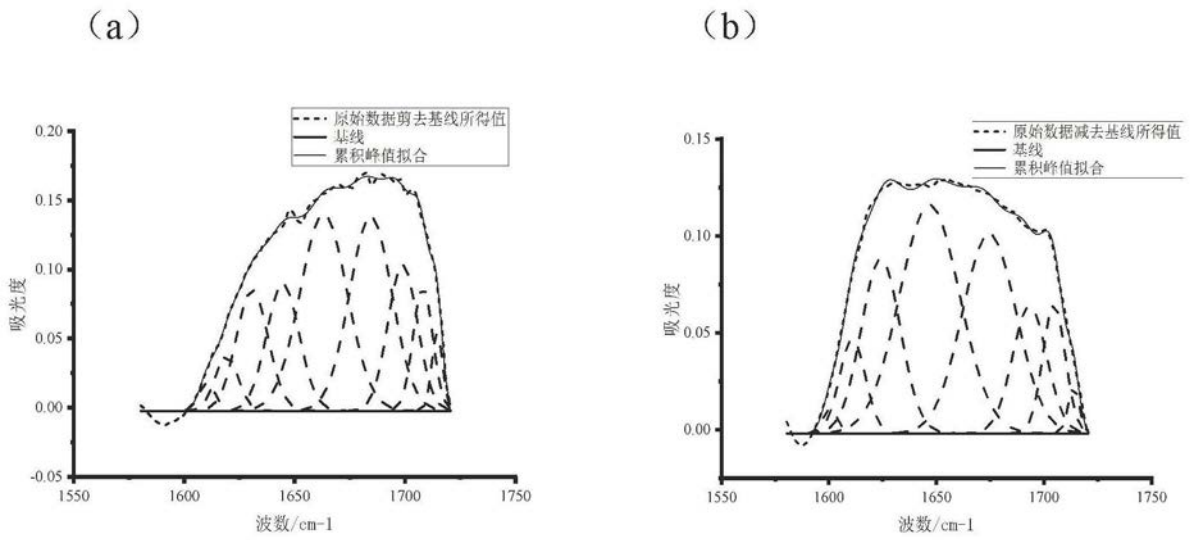 (a)
原始数据剪去基线所得值
基线
累积峰值拟合
0.20
0.15
0.10
0.05
0.00
-0.05
吸光度
1550
1600
1650
1700
1750
波数/cm-1
(b)
原始数据减去基线所得值
基线
累积峰值拟合
0.15
0.10
0.05
0.00
吸光度
1550
1600
1650
1700
1750
波数/cm-1